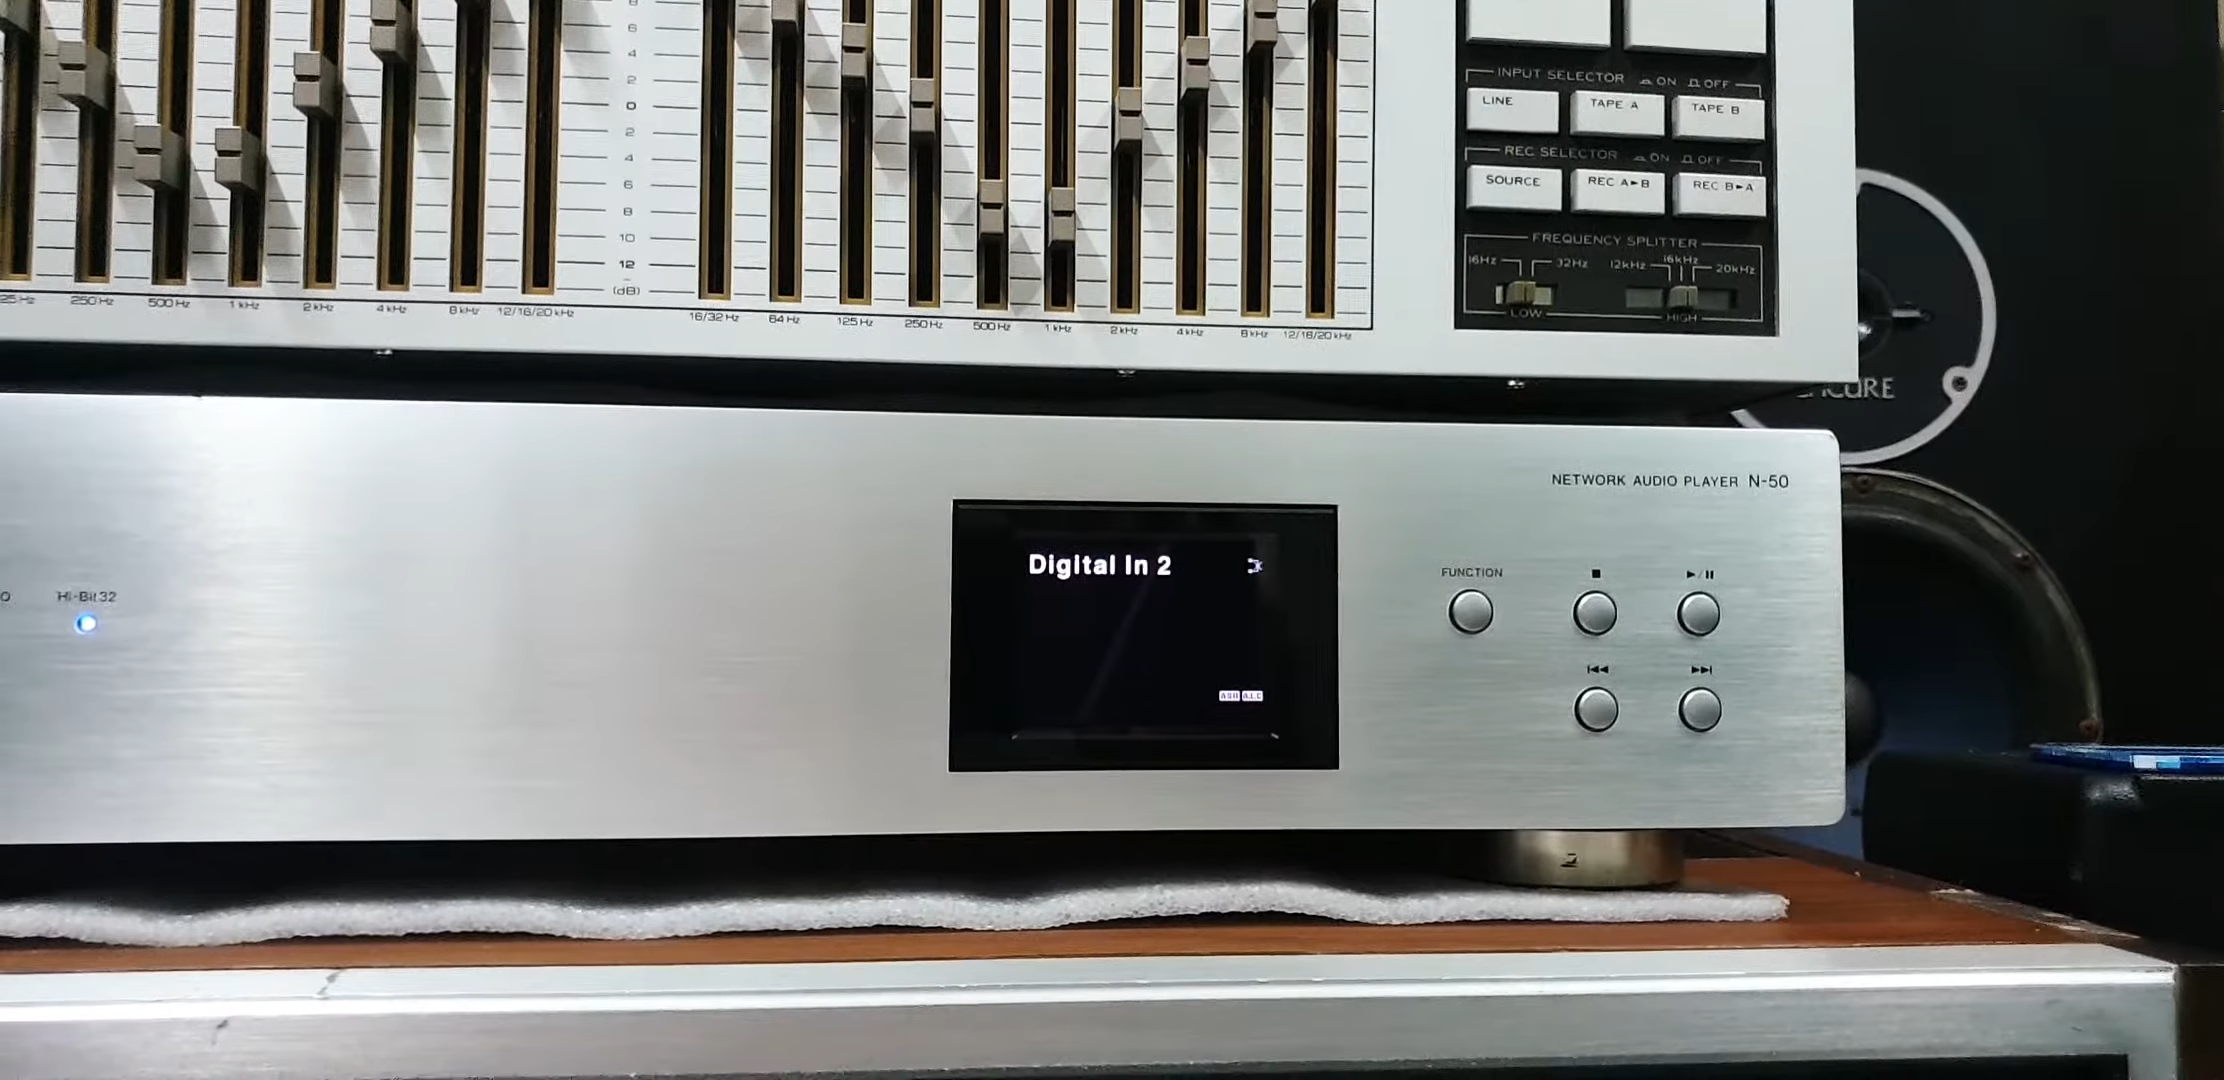 8
6
4
2
0
2
4
6
8
10
12
(dB)
250 Hz 500 Hz 1 kHz 2 kHz 4 kHz 8 kHz 12/16/20 kHz
16/32 Hz 64 Hz 125 Hz 250 Hz 500 Hz 1 kHz 2 kHz 4 kHz 8 kHz 12/16/20 kHz
INPUT SELECTOR ON OFF
LINE TAPE A TAPE B
REC SELECTOR ON OFF
SOURCE REC A►B REC B►A
FREQUENCY SPLITTER
16Hz 32Hz 12kHz 16kHz 20kHz
LOW HIGH
NETWORK AUDIO PLAYER N-50
Hi-Bit 32
Digital In 2
ASR ALC
FUNCTION ■ ►/II
I◄◄ ►►I